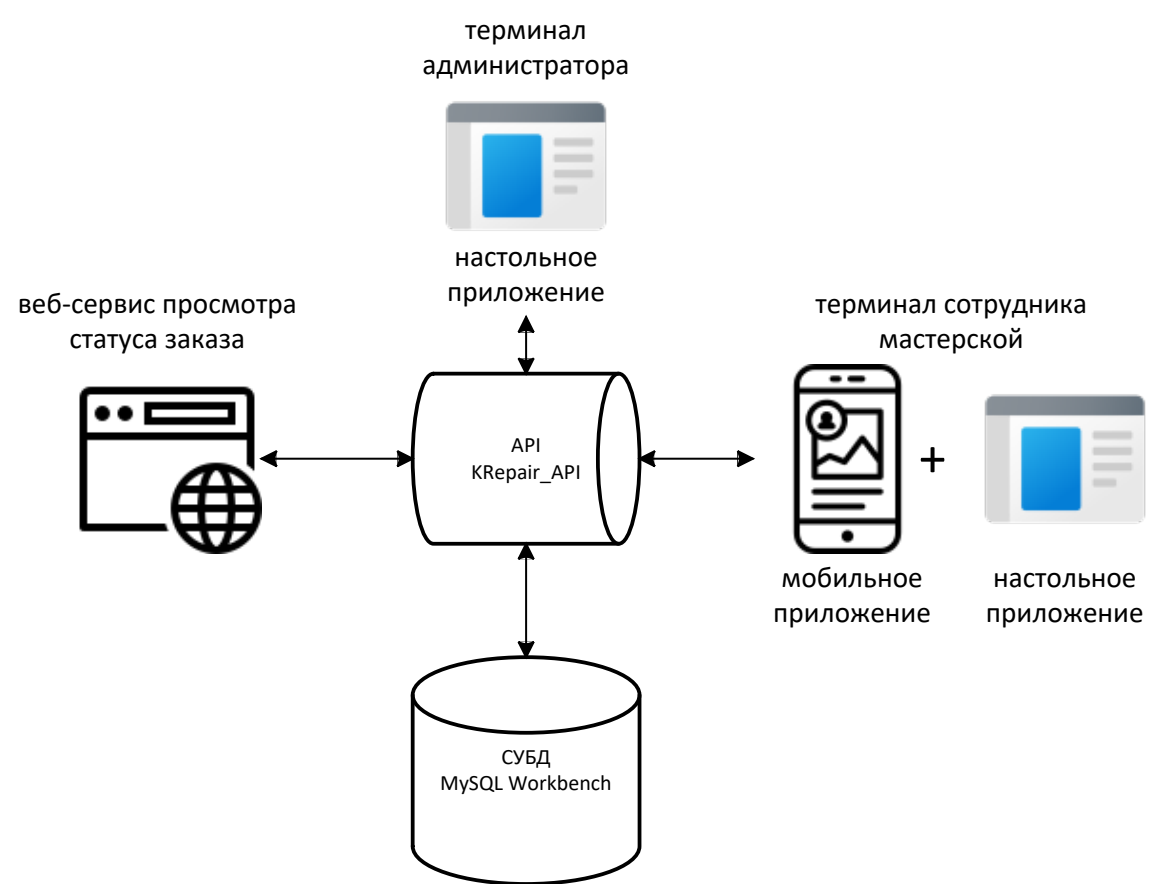 терминал
администратора
настольное
приложение
веб-сервис просмотра
статуса заказа
API
KRepair_API
терминал сотрудника
мастерской
+
мобильное
приложение
настольное
приложение
СУБД
MySQL Workbench